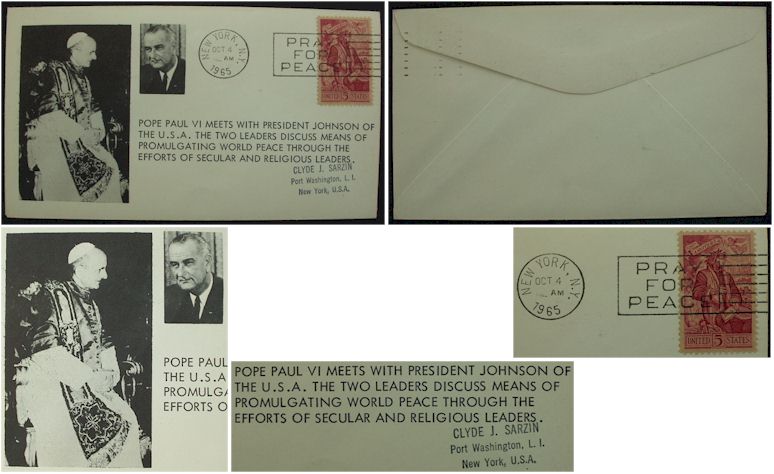 NEW YORK, N.Y.
OCT 4
AM
1965
PRAY
FOR
PEACE
UNITED 5 STATES
POPE PAUL VI MEETS WITH PRESIDENT JOHNSON OF
THE U.S.A. THE TWO LEADERS DISCUSS MEANS OF
PROMULGATING WORLD PEACE THROUGH THE
EFFORTS OF SECULAR AND RELIGIOUS LEADERS.
CLYDE J. SARZIN
Port Washington, L. I.
New York, U.S.A.
POPE PAUL
THE U.S.A
PROMULGA
EFFORTS O
NEW YORK, N.Y.
OCT 4
AM
1965
PRA
FOR
PEACE
UNITED 5 STATES
POPE PAUL VI MEETS WITH PRESIDENT JOHNSON OF
THE U.S.A. THE TWO LEADERS DISCUSS MEANS OF
PROMULGATING WORLD PEACE THROUGH THE
EFFORTS OF SECULAR AND RELIGIOUS LEADERS.
CLYDE J. SARZIN
Port Washington, L. I.
New York, U.S.A.